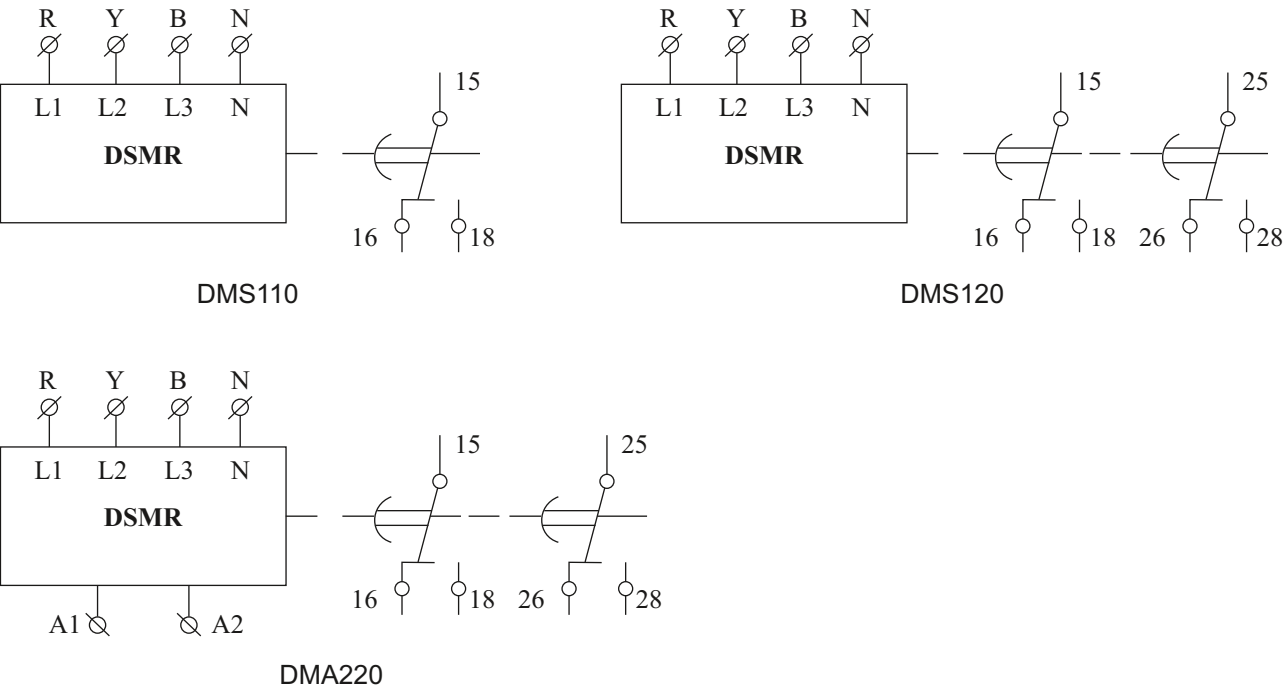 R Y B N
L1 L2 L3 N
DSMR
15
16 18
DMS110
R Y B N
L1 L2 L3 N
DSMR
15 25
16 18 26 28
DMS120
R Y B N
L1 L2 L3 N
DSMR
15 25
16 18 26 28
A1 A2
DMA220